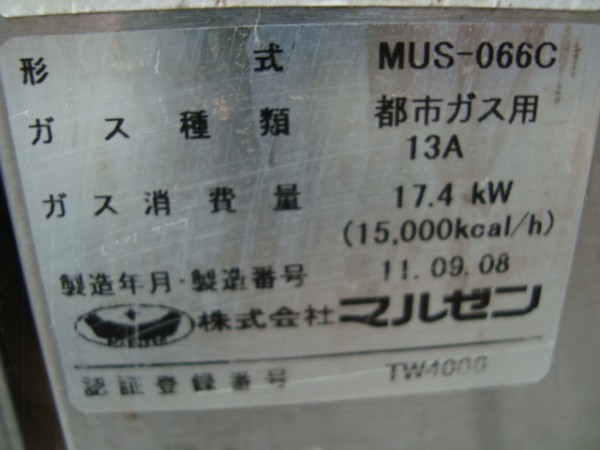 形式 MUS-066C
ガス種類 都市ガス用
13A
ガス消費量 17.4 kW
(15,000kcal/h)
製造年月・製造番号 11.09.08
株式会社 マルゼン
認証登録番号